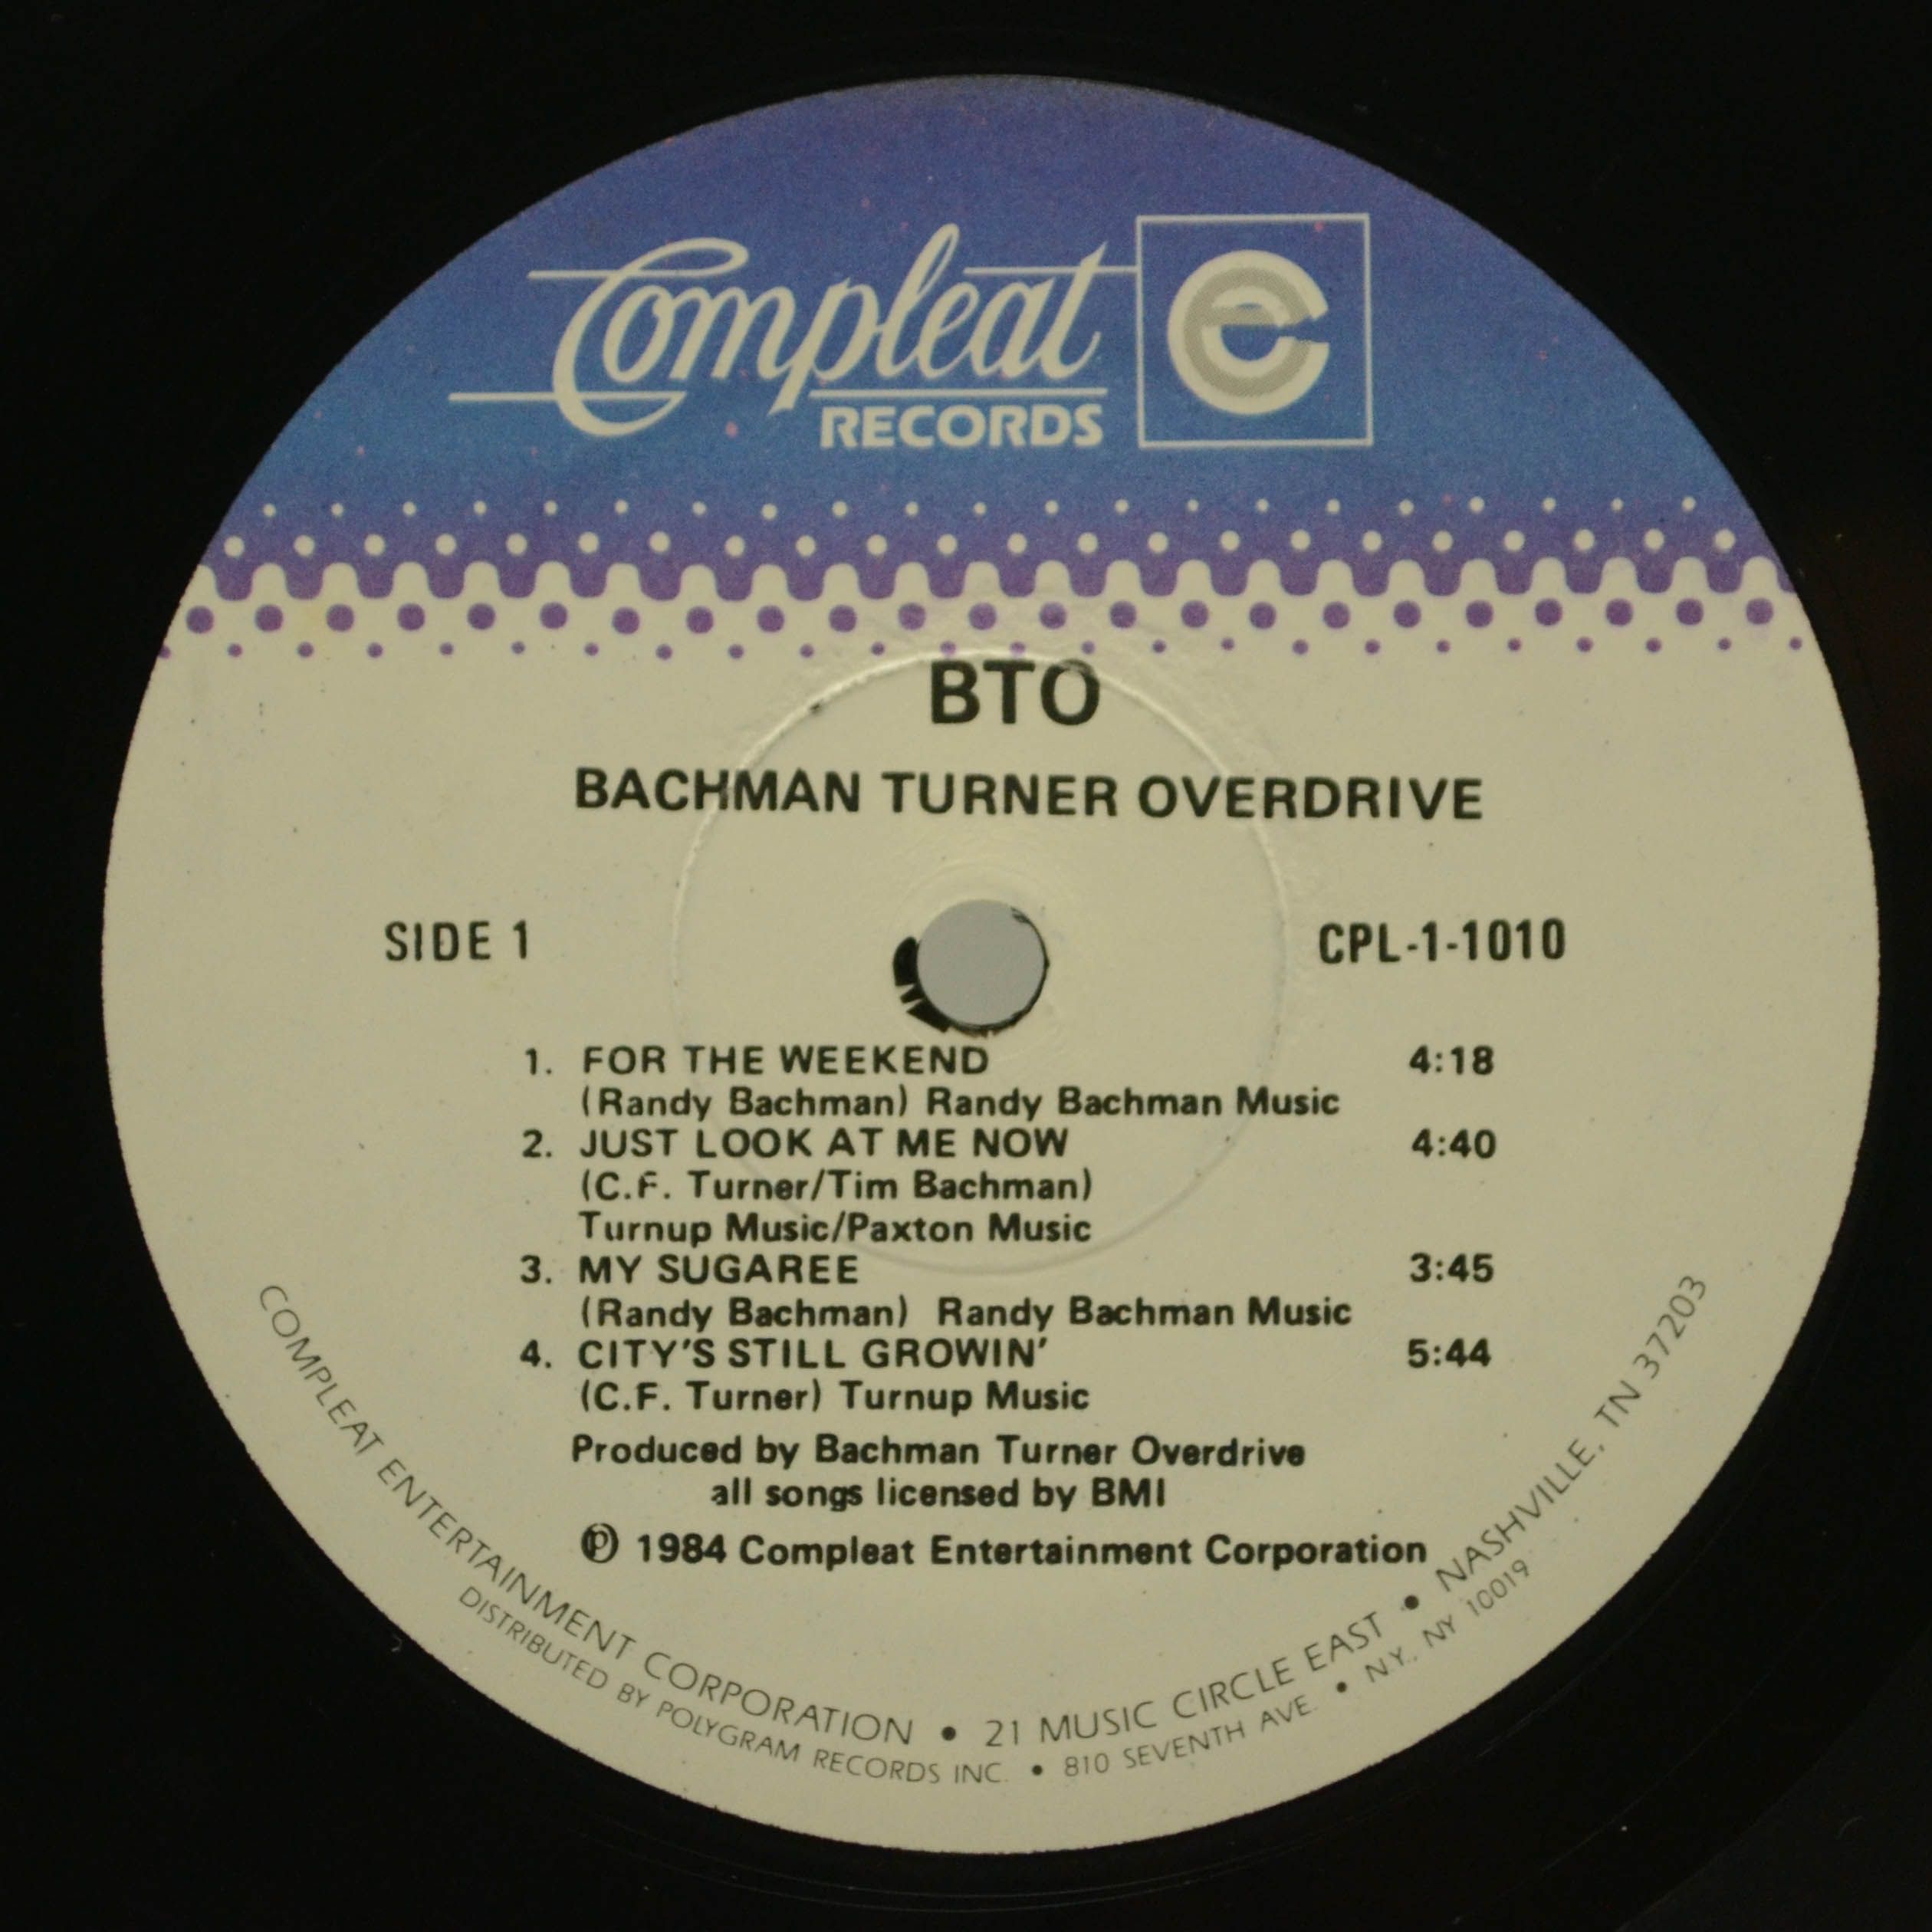 Compleat
RECORDS
BTO
BACHMAN TURNER OVERDRIVE
SIDE 1
CPL-1-1010
1. FOR THE WEEKEND 4:18
(Randy Bachman) Randy Bachman Music
2. JUST LOOK AT ME NOW 4:40
(C.F. Turner/Tim Bachman)
Turnup Music/Paxton Music
3. MY SUGAREE 3:45
(Randy Bachman) Randy Bachman Music
4. CITY'S STILL GROWIN' 5:44
(C.F. Turner) Turnup Music
Produced by Bachman Turner Overdrive
all songs licensed by BMI
℗ 1984 Compleat Entertainment Corporation
COMPLEAT ENTERTAINMENT CORPORATION • 21 MUSIC CIRCLE EAST • NASHVILLE, TN 37203
DISTRIBUTED BY POLYGRAM RECORDS INC. • 810 SEVENTH AVE. • N.Y., NY 10019